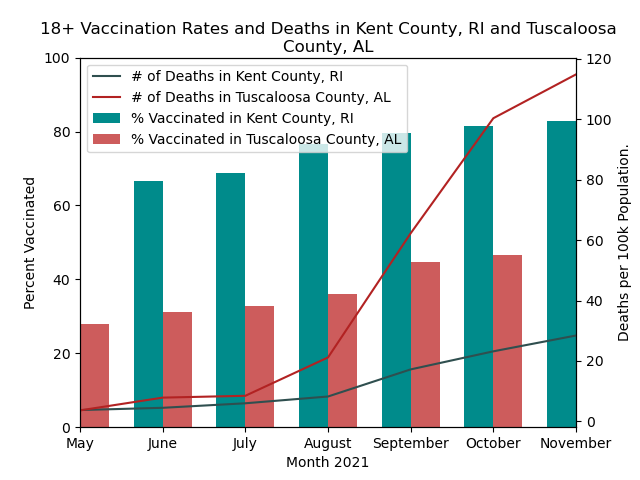 18+ Vaccination Rates and Deaths in Kent County, RI and Tuscaloosa
County, AL
# of Deaths in Kent County, RI
# of Deaths in Tuscaloosa County, AL
% Vaccinated in Kent County, RI
% Vaccinated in Tuscaloosa County, AL
Percent Vaccinated
100
80
60
40
20
0
120
100
80
60
40
20
0
Deaths per 100k Population.
May June July August September October November
Month 2021